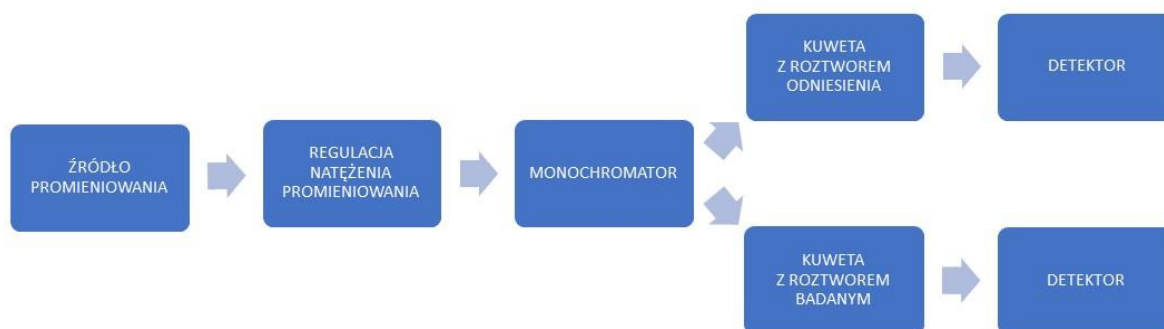 ŹRÓDŁO
PROMIENIOWANIA
REGULACJA
NATĘŻENIA
PROMIENIOWANIA
MONOCHROMATOR
KUWETA
Z ROZTWOREM
ODNIESIENIA
DETEKTOR
KUWETA
Z ROZTWOREM
BADANYM
DETEKTOR